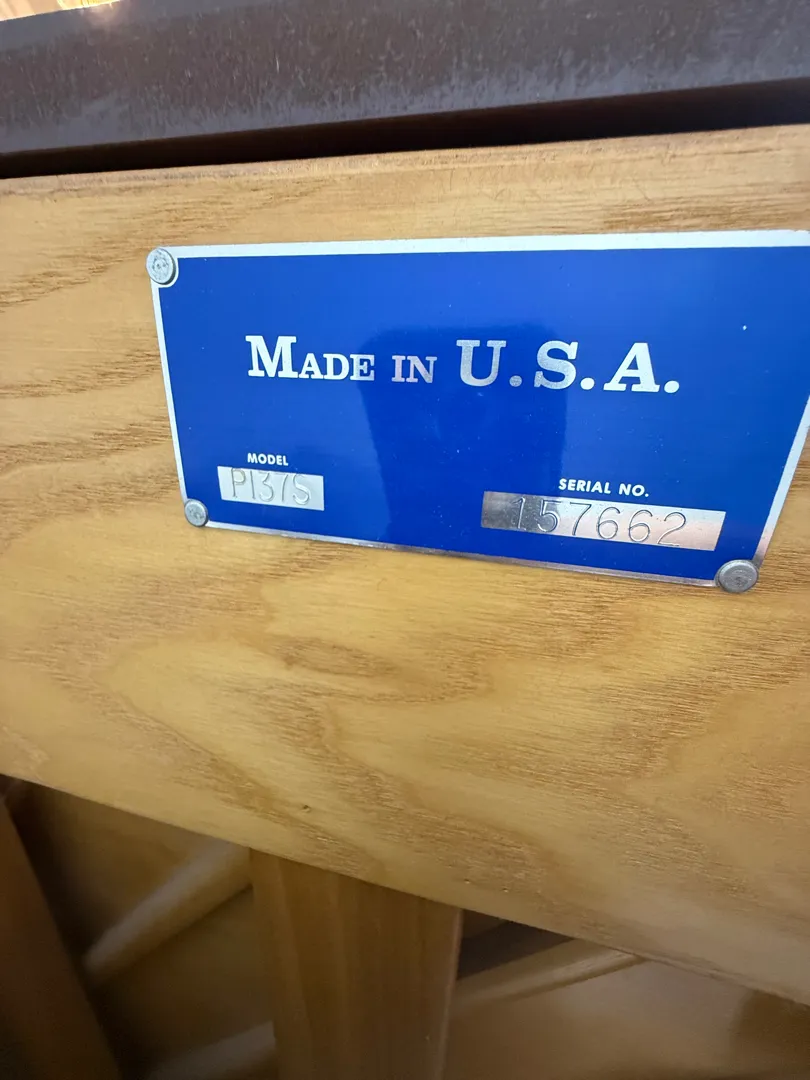 MADE IN U.S.A.
MODEL
P137S
SERIAL NO.
157662